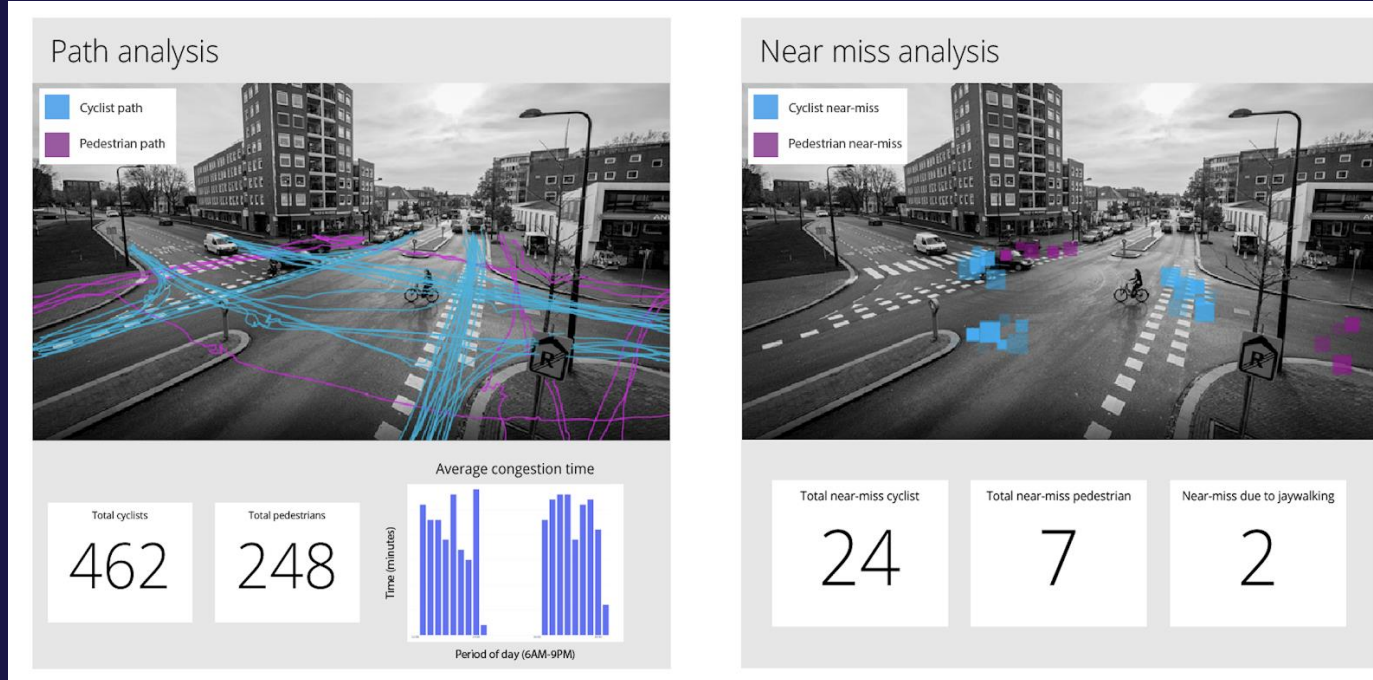 Path analysis
Cyclist path
Pedestrian path
R
Total cyclists
462
Total pedestrians
248
Average congestion time
Time (minutes)
Period of day (6AM-9PM)
Near miss analysis
Cyclist near-miss
Pedestrian near-miss
R
Total near-miss cyclist
24
Total near-miss pedestrian
7
Near-miss due to jaywalking
2